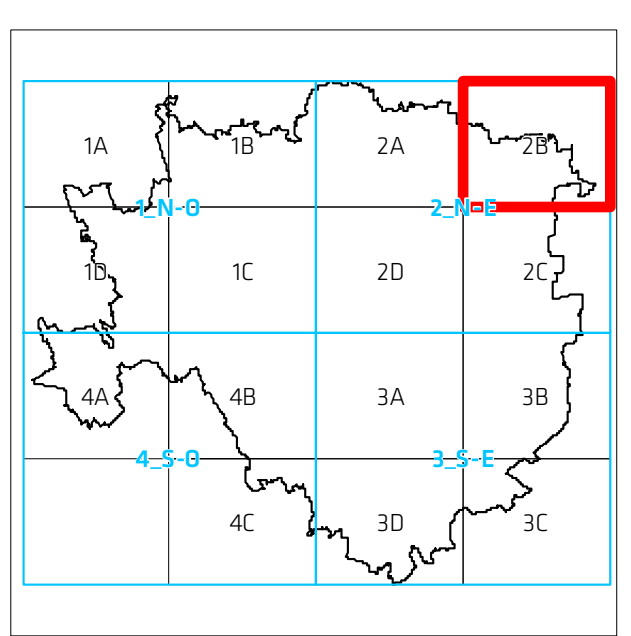 1A 1B 2A 2B
1_N-O 2_N-E
1D 1C 2D 2C
4A 4B 3A 3B
4_S-O 3_S-E
4C 3D 3C